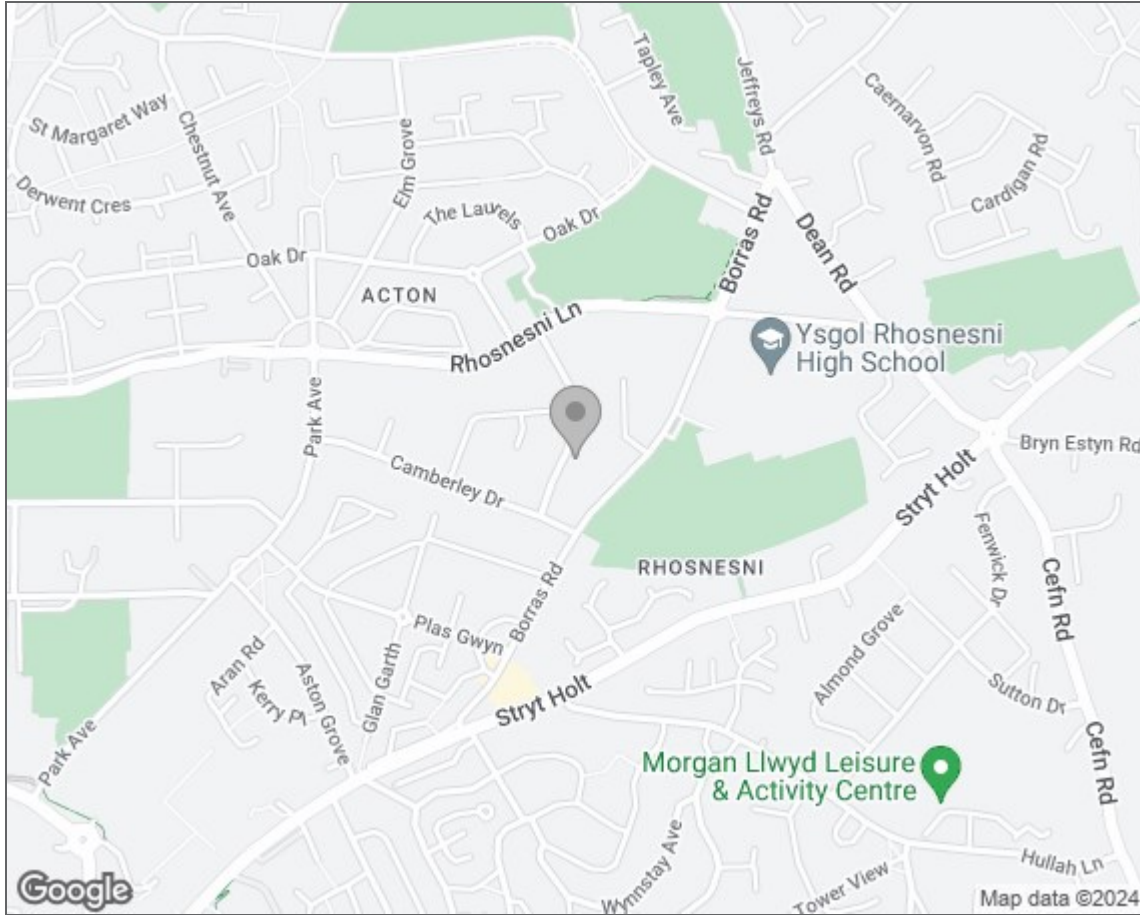 Tapley Ave
Jeffreys Rd
Caernarvon Rd
Cardigan Rd
St Margaret Way
Chestnut Ave
Elm Grove
Derwent Cres
The Laurels
Oak Dr
Borras Rd
Dean Rd
Oak Dr
ACTON
Rhosnesni Ln
Ysgol Rhosnesni
High School
Park Ave
Camberley Dr
Bryn Estyn Rd
Stryt Holt
Fenwick Dr
RHOSNESNI
Cefn Rd
Borras Rd
Plas Gwyn
Almond Grove
Aran Rd
Kerry Pl
Aston Grove
Glan Garth
Sutton Dr
Stryt Holt
Park Ave
Morgan Llwyd Leisure
& Activity Centre
Cefn Rd
Wynnstay Ave
Tower View
Hullah Ln
Google
Map data ©2024